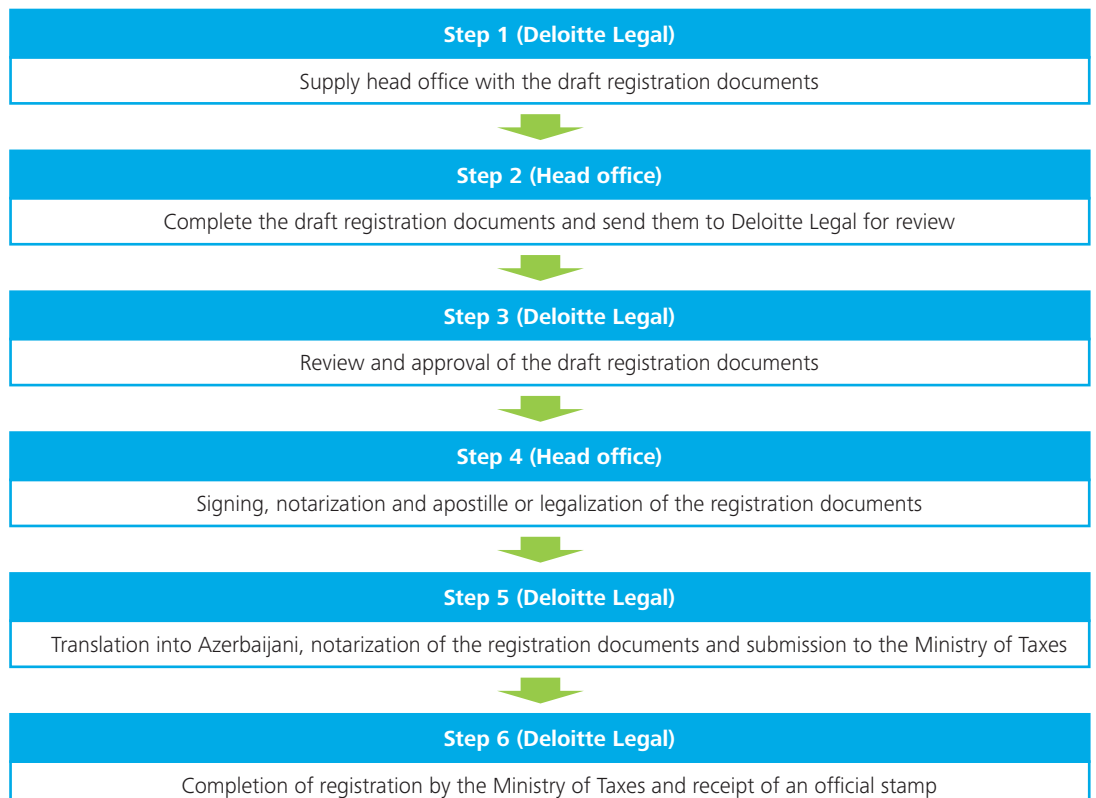 Step 1 (Deloitte Legal)
Supply head office with the draft registration documents
Step 2 (Head office)
Complete the draft registration documents and send them to Deloitte Legal for review
Step 3 (Deloitte Legal)
Review and approval of the draft registration documents
Step 4 (Head office)
Signing, notarization and apostille or legalization of the registration documents
Step 5 (Deloitte Legal)
Translation into Azerbaijani, notarization of the registration documents and submission to the Ministry of Taxes
Step 6 (Deloitte Legal)
Completion of registration by the Ministry of Taxes and receipt of an official stamp